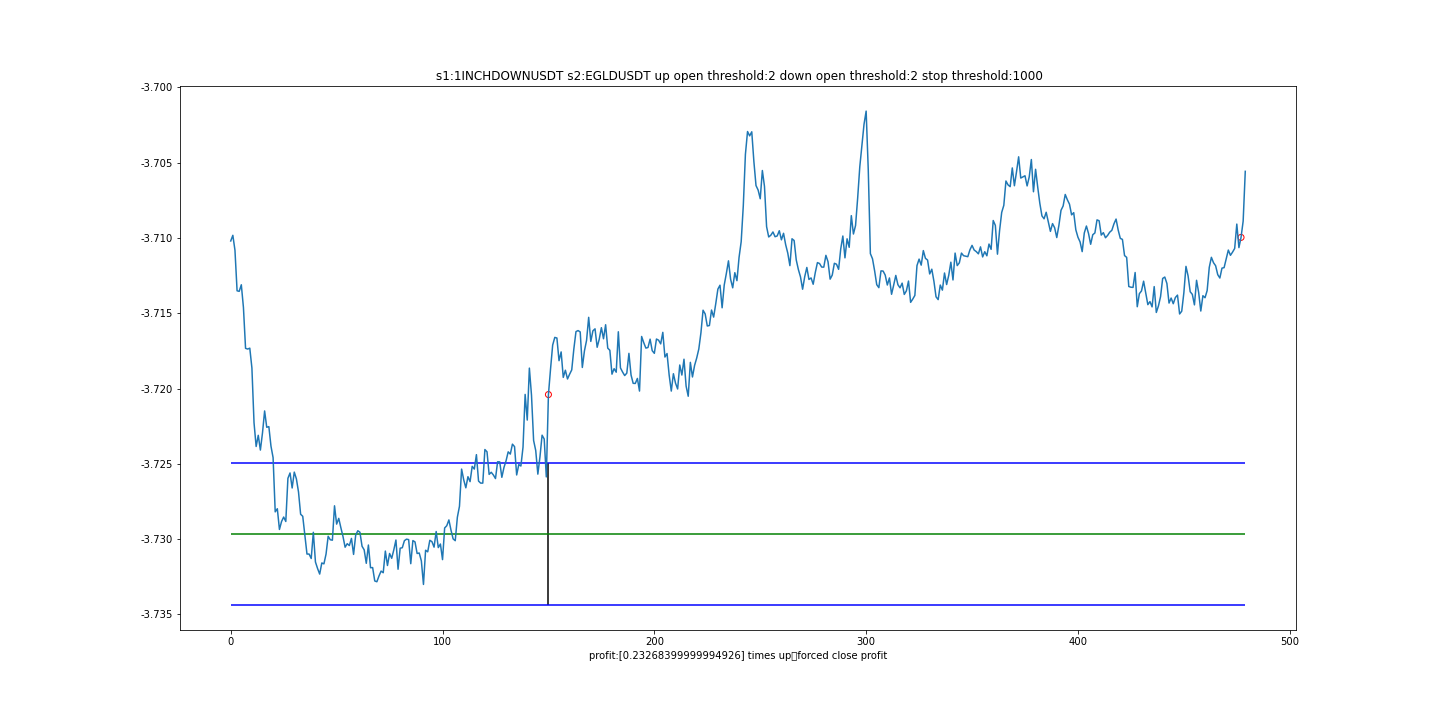 s1:1INCHDOWNUSDT s2:EGLDUSDT up open threshold:2 down open threshold:2 stop threshold:1000
-3.700
-3.705
-3.710
-3.715
-3.720
-3.725
-3.730
-3.735
0 100 200 300 400 500
profit:[0.23268399999994926] times up▯forced close profit